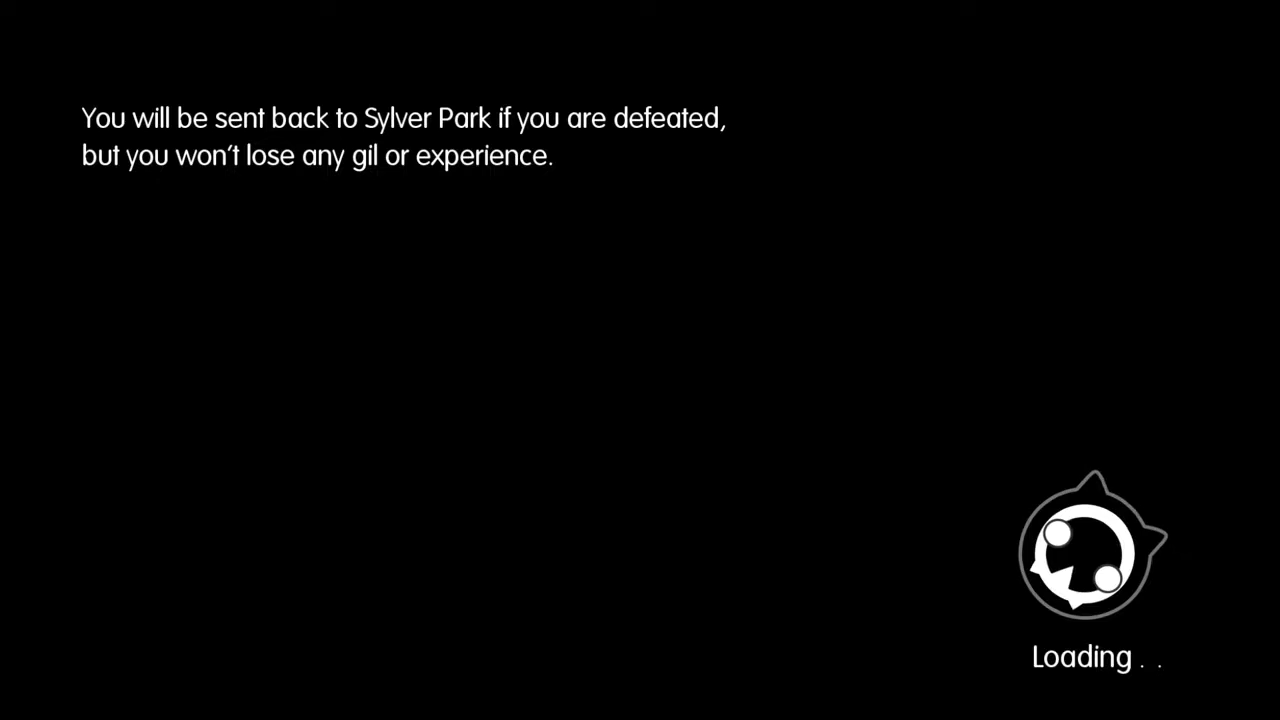 You will be sent back to Sylver Park if you are defeated,
but you won't lose any gil or experience.
Loading . .